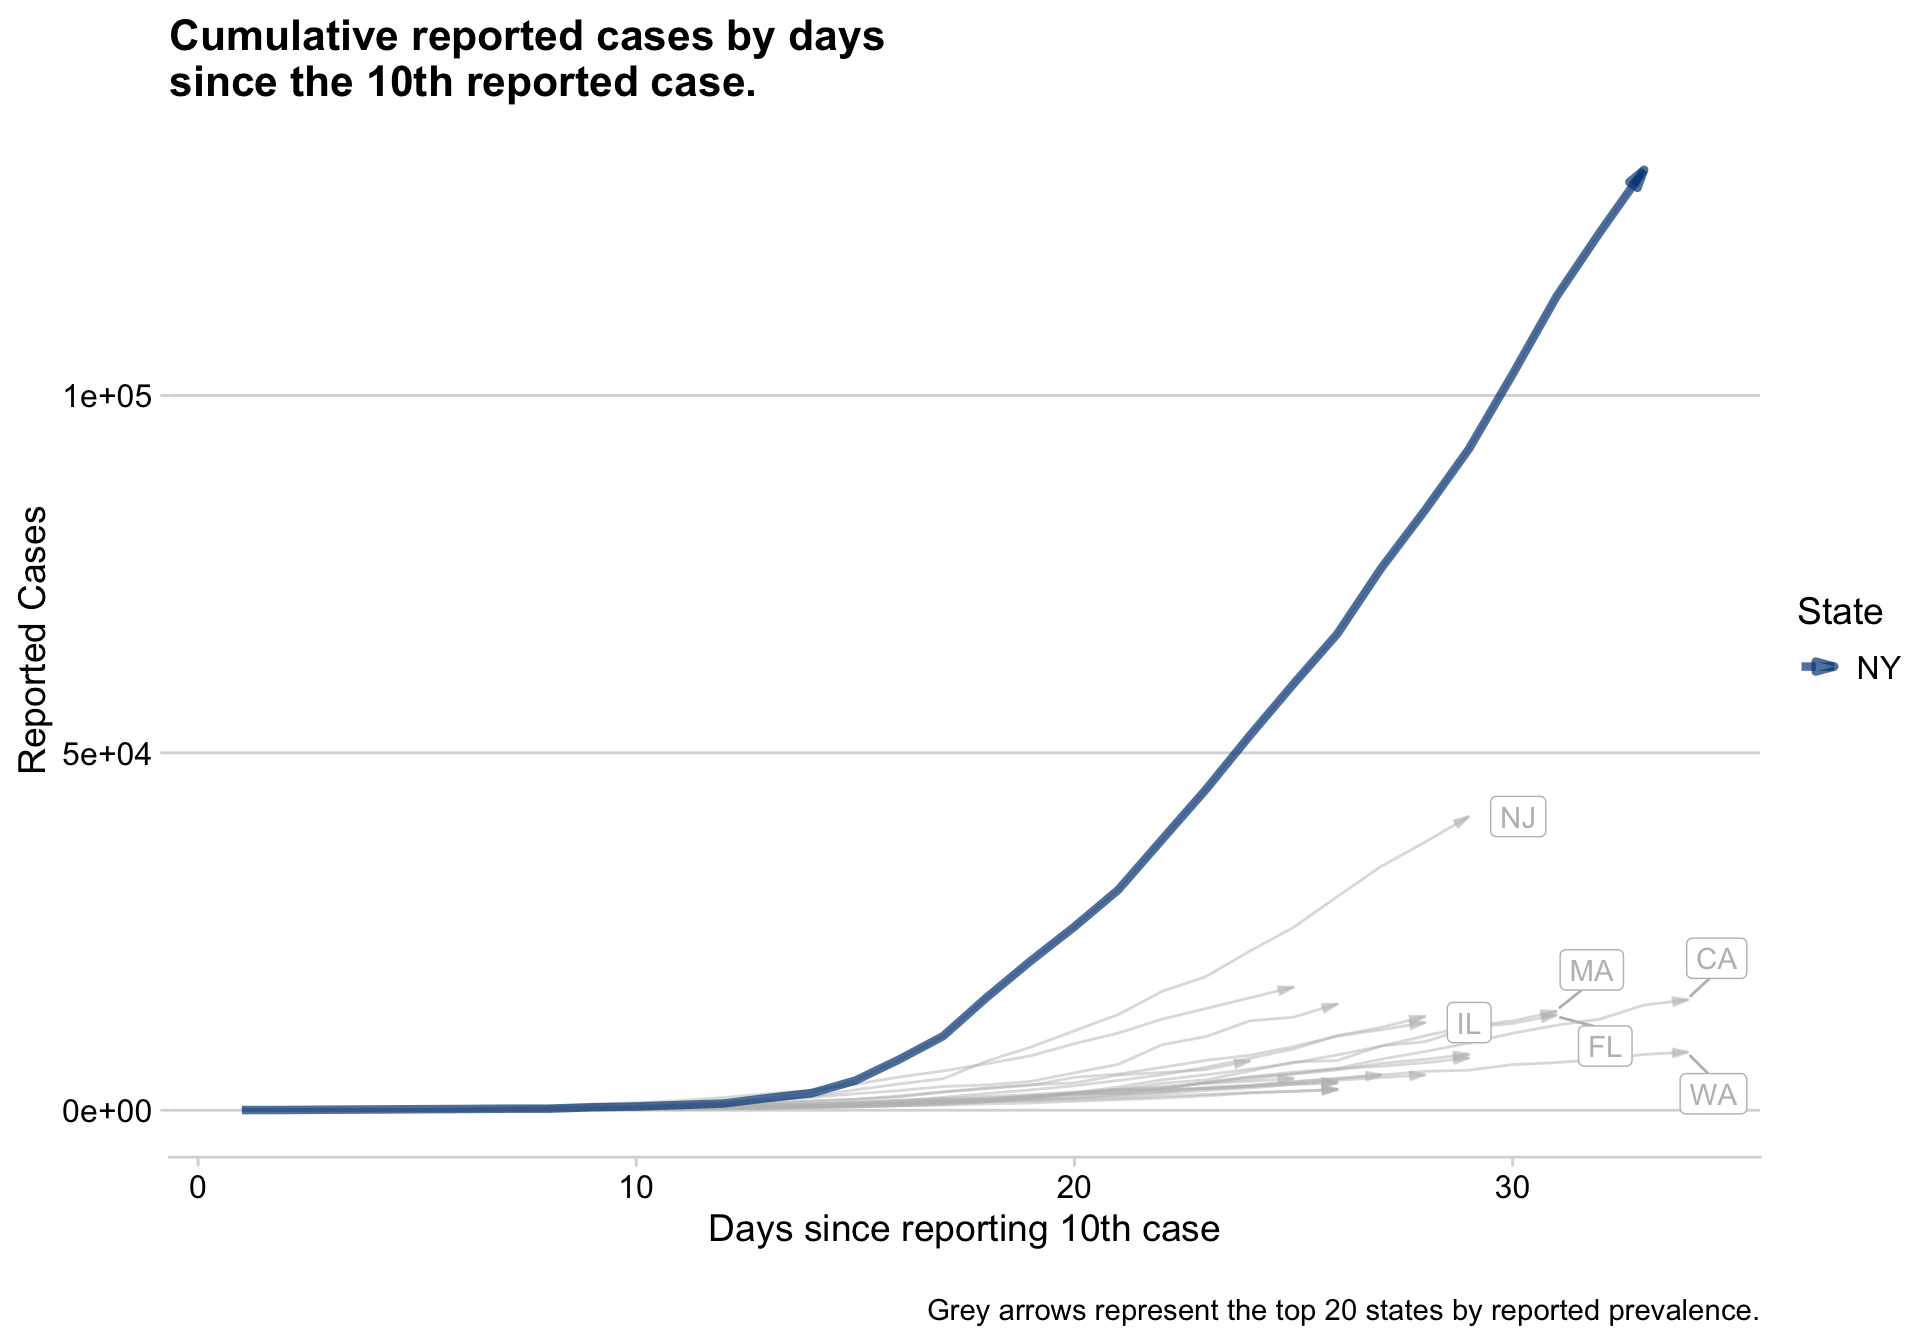 Cumulative reported cases by days
since the 10th reported case.
1e+05
5e+04
0e+00
Reported Cases
NJ
CA
MA
IL
FL
WA
State
NY
0
10
20
30
Days since reporting 10th case
Grey arrows represent the top 20 states by reported prevalence.